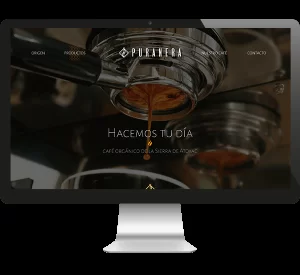 ORIGEN PRODUCTOS PURANERA NUESTRO CAFÉ CONTACTO
HACEMOS TU DÍA
CAFÉ ORGÁNICO DE LA SIERRA DE ATOYAC